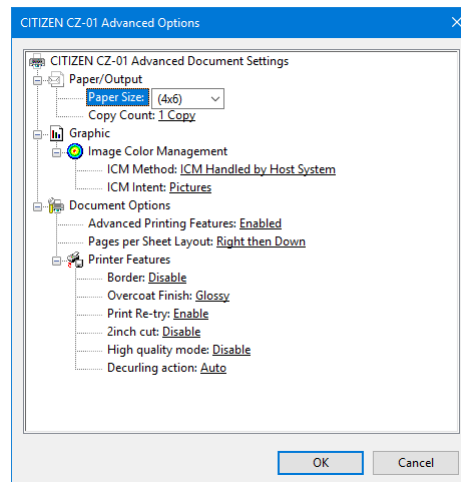 CITIZEN CZ-01 Advanced Options
CITIZEN CZ-01 Advanced Document Settings
Paper/Output
Paper Size: (4x6)
Copy Count: 1 Copy
Graphic
Image Color Management
ICM Method: ICM Handled by Host System
ICM Intent: Pictures
Document Options
Advanced Printing Features: Enabled
Pages per Sheet Layout: Right then Down
Printer Features
Border: Disable
Overcoat Finish: Glossy
Print Re-try: Enable
2inch cut: Disable
High quality mode: Disable
Decurling action: Auto
OK Cancel